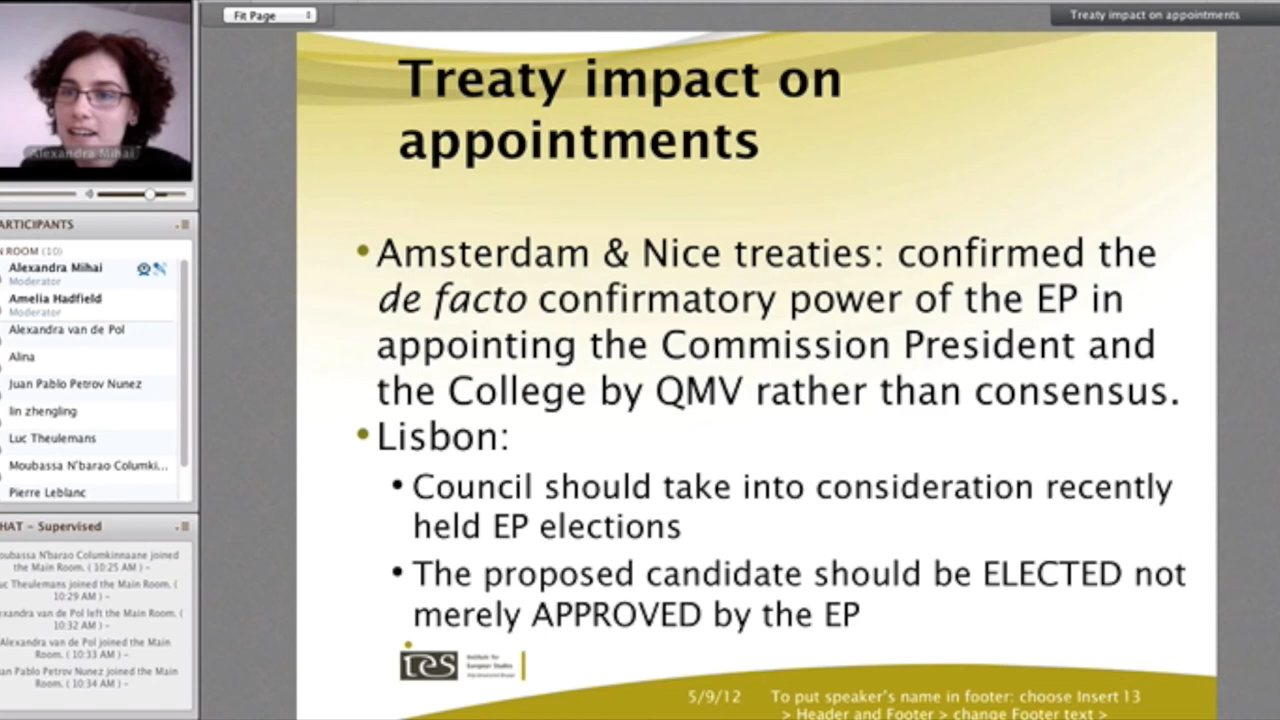 Fit Page
Treaty impact on appointments
Alexandra Mihai
ARTICIPANTS
N ROOM (10)
Alexandra Mihai
Moderator
Amelia Hadfield
Moderator
Alexandra van de Pol
Alina
Juan Pablo Petrov Nunez
lin zhengling
Luc Theulemans
Moubassa N'barao Columki...
Pierre Leblanc
HAT - Supervised
oubassa N'barao Columkinnaane joined
the Main Room. ( 10:25 AM ) -
uc Theulemans joined the Main Room. (
10:29 AM ) -
exandra van de Pol left the Main Room. (
10:32 AM ) -
Alexandra van de Pol joined the Main
Room. ( 10:33 AM ) -
an Pablo Petrov Nunez joined the Main
Room. ( 10:34 AM ) -
Treaty impact on
appointments
• Amsterdam & Nice treaties: confirmed the
de facto confirmatory power of the EP in
appointing the Commission President and
the College by QMV rather than consensus.
• Lisbon:
• Council should take into consideration recently
held EP elections
• The proposed candidate should be ELECTED not
merely APPROVED by the EP
ies
Institute for
European Studies
5/9/12
To put speaker's name in footer: choose Insert 13
> Header and Footer > change Footer text >